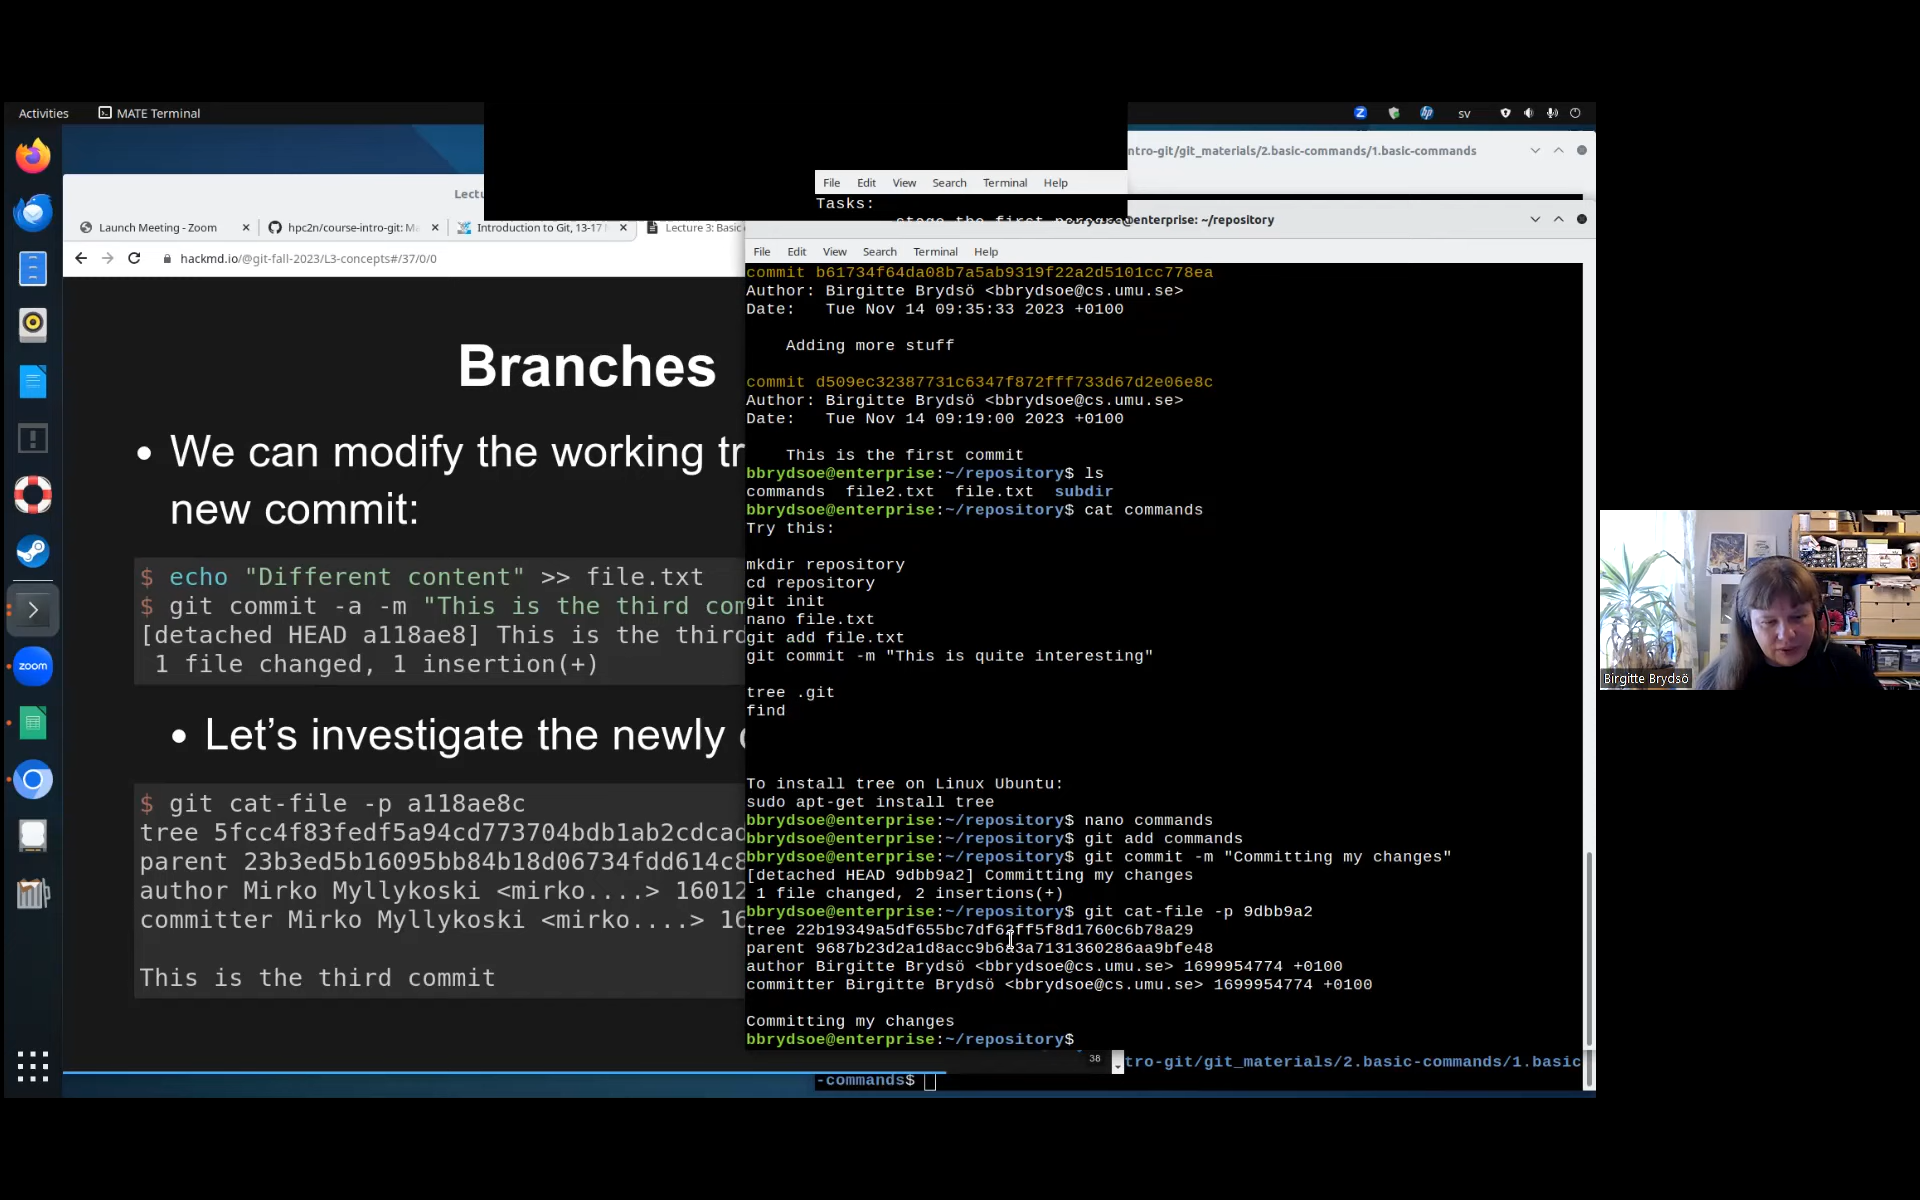 Activities
MATE Terminal
sv
ntro-git/git_materials/2.basic-commands/1.basic-commands
File Edit View Search Terminal Help
Tasks:
Launch Meeting - Zoom
hpc2n/course-intro-git: M
Introduction to Git, 13-17
Lecture 3: Basic
hackmd.io/@git-fall-2023/L3-concepts#/37/0/0
Branches
We can modify the working tr
new commit:
$ echo "Different content" >> file.txt
$ git commit -a -m "This is the third com
[detached HEAD a118ae8] This is the third
1 file changed, 1 insertion(+)
Let's investigate the newly
$ git cat-file -p a118ae8c
tree 5fcc4f83fedf5a94cd773704bdb1ab2cdcad
parent 23b3ed5b16095bb84b18d06734fdd614c8
author Mirko Myllykoski <mirko....> 16012
committer Mirko Myllykoski <mirko....> 16
This is the third commit
@enterprise: ~/repository
File Edit View Search Terminal Help
commit b61734f64da08b7a5ab9319f22a2d5101cc778ea
Author: Birgitte Brydsö <bbrydsoe@cs.umu.se>
Date: Tue Nov 14 09:35:33 2023 +0100
Adding more stuff
commit d509ec32387731c6347f872fff733d67d2e06e8c
Author: Birgitte Brydsö <bbrydsoe@cs.umu.se>
Date: Tue Nov 14 09:19:00 2023 +0100
This is the first commit
bbrydsoe@enterprise:~/repository$ ls
commands file2.txt file.txt subdir
bbrydsoe@enterprise:~/repository$ cat commands
Try this:
mkdir repository
cd repository
git init
nano file.txt
git add file.txt
git commit -m "This is quite interesting"
tree .git
find
To install tree on Linux Ubuntu:
sudo apt-get install tree
bbrydsoe@enterprise:~/repository$ nano commands
bbrydsoe@enterprise:~/repository$ git add commands
bbrydsoe@enterprise:~/repository$ git commit -m "Committing my changes"
[detached HEAD 9dbb9a2] Committing my changes
1 file changed, 2 insertions(+)
bbrydsoe@enterprise:~/repository$ git cat-file -p 9dbb9a2
tree 22b19349a5df655bc7df63ff5f8d1760c6b78a29
parent 9687b23d2a1d8acc9b6a3a7131360286aa9bfe48
author Birgitte Brydsö <bbrydsoe@cs.umu.se> 1699954774 +0100
committer Birgitte Brydsö <bbrydsoe@cs.umu.se> 1699954774 +0100
Committing my changes
bbrydsoe@enterprise:~/repository$
38
tro-git/git_materials/2.basic-commands/1.basic
-commands$
zoom
Birgitte Brydsö